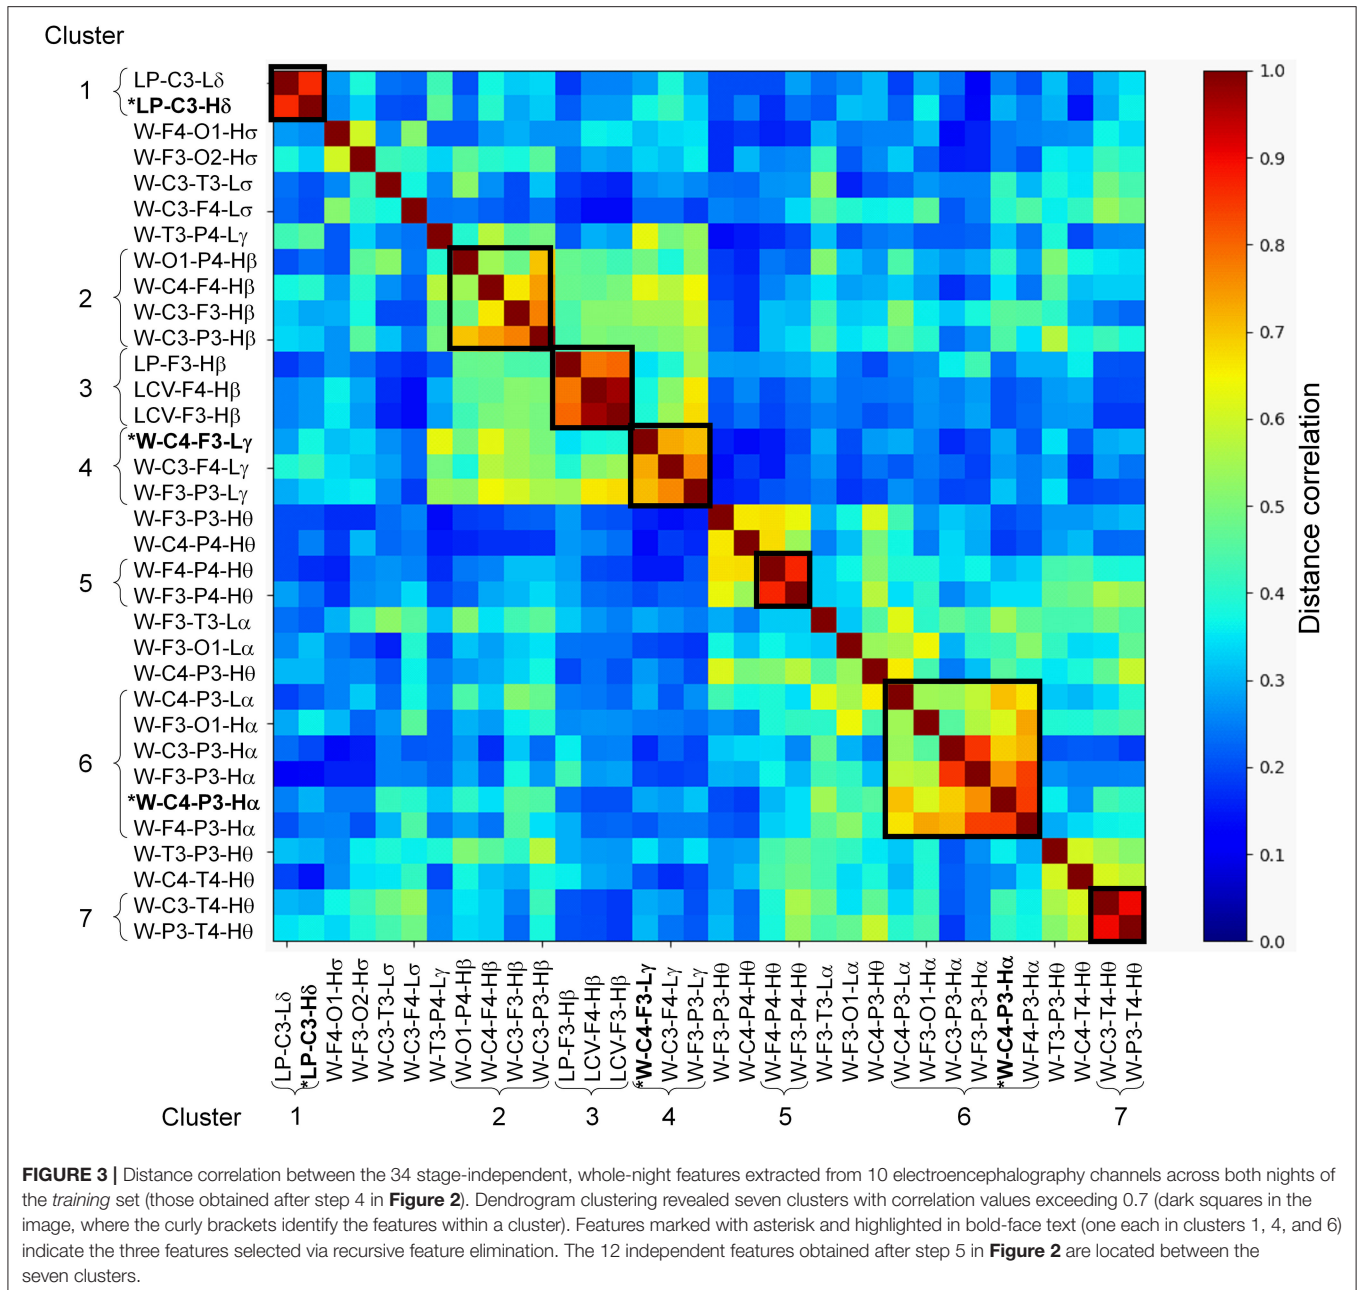 Cluster
1
LP-C3-Lδ
*LP-C3-Hδ
W-F4-O1-Hσ
W-F3-O2-Hσ
W-C3-T3-Lσ
W-C3-F4-Lσ
W-T3-P4-Lγ
2
W-O1-P4-Hβ
W-C4-F4-Hβ
W-C3-F3-Hβ
W-C3-P3-Hβ
3
LP-F3-Hβ
LCV-F4-Hβ
LCV-F3-Hβ
4
*W-C4-F3-Lγ
W-C3-F4-Lγ
W-F3-P3-Lγ
W-F3-P3-Hθ
W-C4-P4-Hθ
5
W-F4-P4-Hθ
W-F3-P4-Hθ
W-F3-T3-Lα
W-F3-O1-Lα
W-C4-P3-Hθ
6
W-C4-P3-Lα
W-F3-O1-Hα
W-C3-P3-Hα
W-F3-P3-Hα
*W-C4-P3-Hα
W-F4-P3-Hα
W-T3-P3-Hθ
W-C4-T4-Hθ
7
W-C3-T4-Hθ
W-P3-T4-Hθ
1.0
0.9
0.8
0.7
0.6
0.5
0.4
0.3
0.2
0.1
0.0
Distance correlation
LP-C3-Lδ
*LP-C3-Hδ
W-F4-O1-Hσ
W-F3-O2-Hσ
W-C3-T3-Lσ
W-C3-F4-Lσ
W-T3-P4-Lγ
W-O1-P4-Hβ
W-C4-F4-Hβ
W-C3-F3-Hβ
W-C3-P3-Hβ
LP-F3-Hβ
LCV-F4-Hβ
LCV-F3-Hβ
*W-C4-F3-Lγ
W-C3-F4-Lγ
W-F3-P3-Lγ
W-F3-P3-Hθ
W-C4-P4-Hθ
W-F4-P4-Hθ
W-F3-P4-Hθ
W-F3-T3-Lα
W-F3-O1-Lα
W-C4-P3-Hθ
W-C4-P3-Lα
W-F3-O1-Hα
W-C3-P3-Hα
W-F3-P3-Hα
*W-C4-P3-Hα
W-F4-P3-Hα
W-T3-P3-Hθ
W-C4-T4-Hθ
W-C3-T4-Hθ
W-P3-T4-Hθ
Cluster 1 2 3 4 5 6 7
FIGURE 3 | Distance correlation between the 34 stage-independent, whole-night features extracted from 10 electroencephalography channels across both nights of
the training set (those obtained after step 4 in Figure 2). Dendrogram clustering revealed seven clusters with correlation values exceeding 0.7 (dark squares in the
image, where the curly brackets identify the features within a cluster). Features marked with asterisk and highlighted in bold-face text (one each in clusters 1, 4, and 6)
indicate the three features selected via recursive feature elimination. The 12 independent features obtained after step 5 in Figure 2 are located between the
seven clusters.